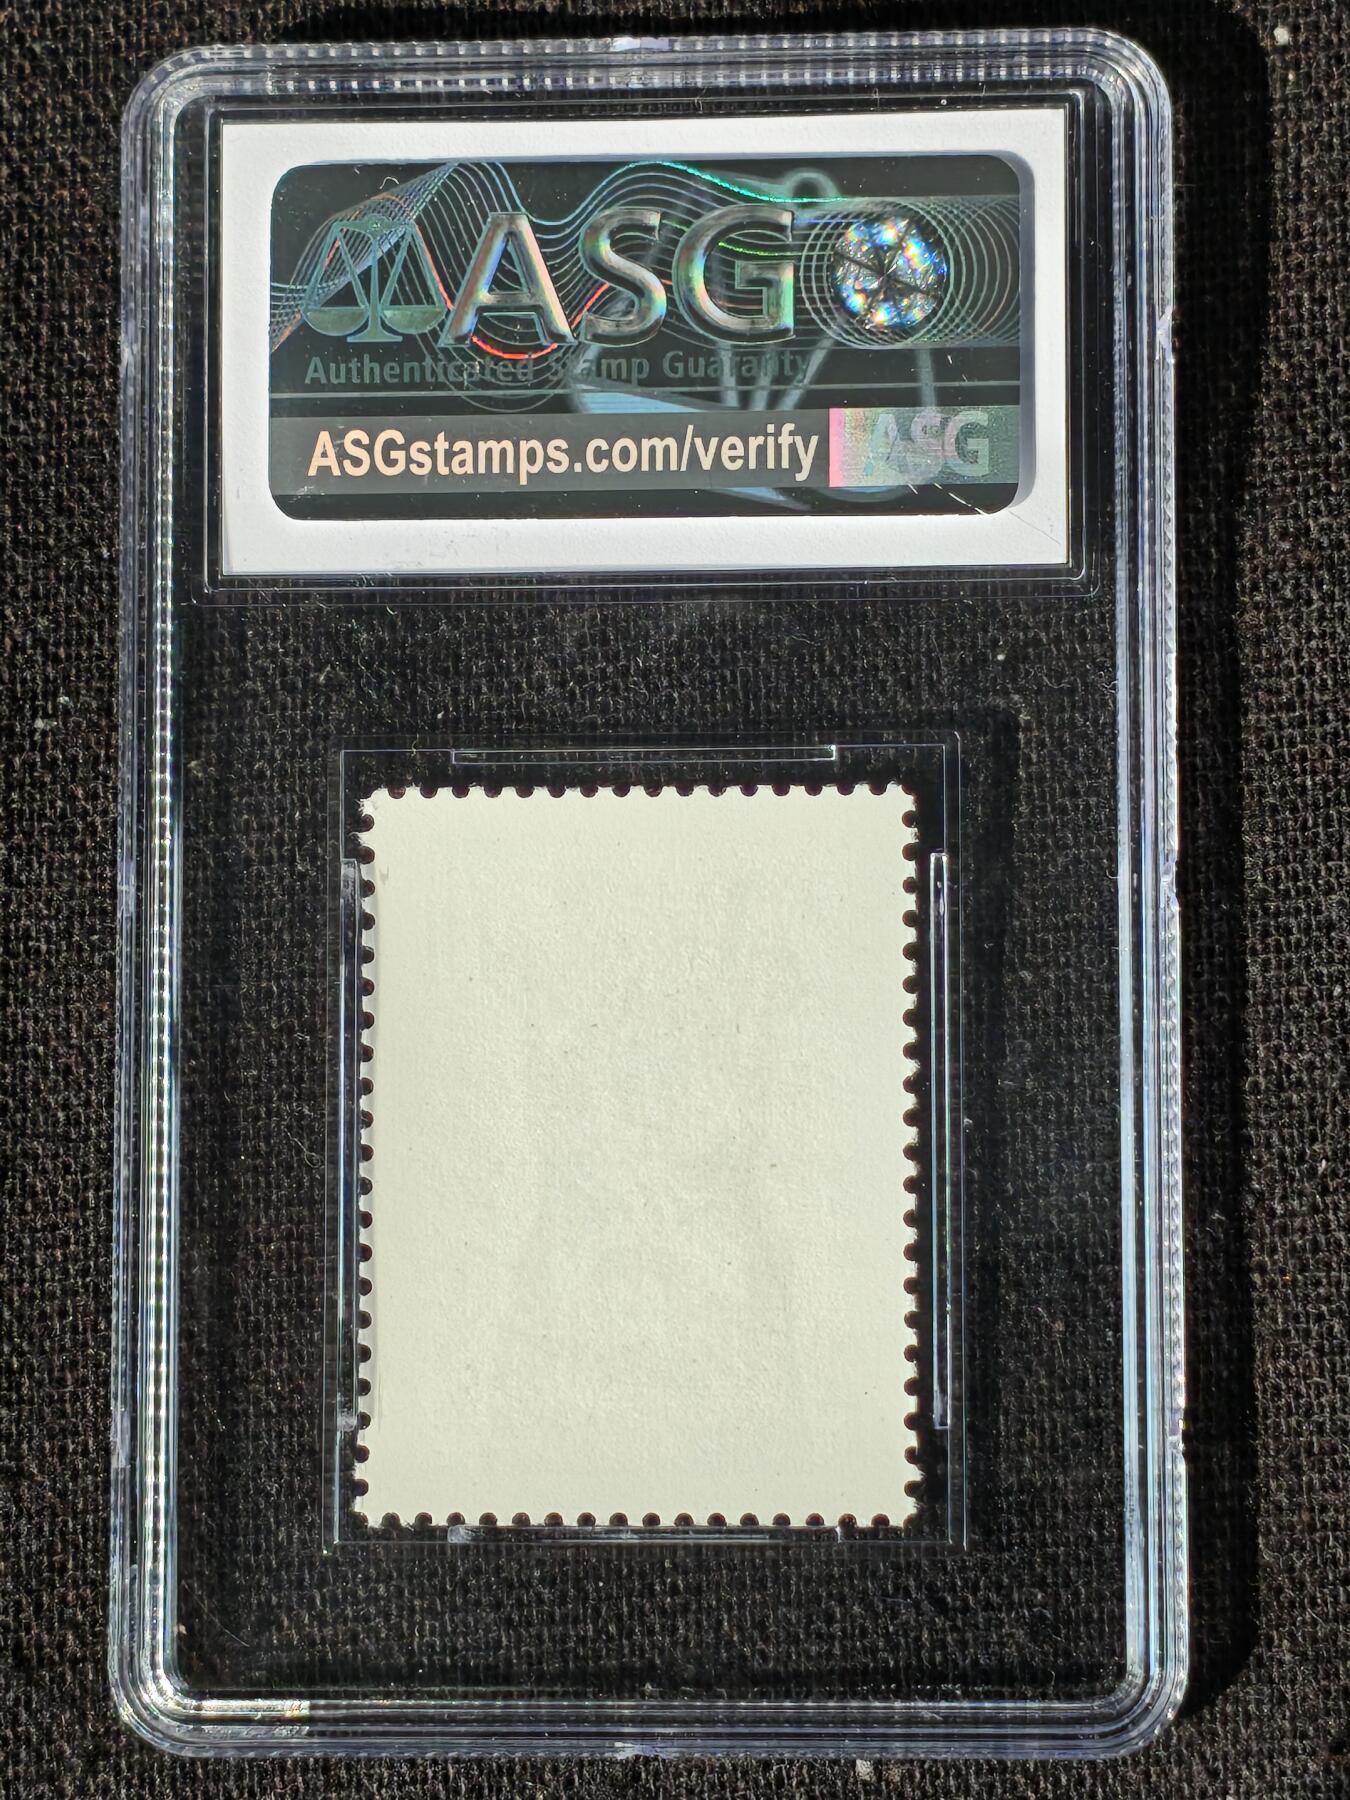 ASG
Authenticated Stamp Guaranty
ASGstamps.com/verify ASG